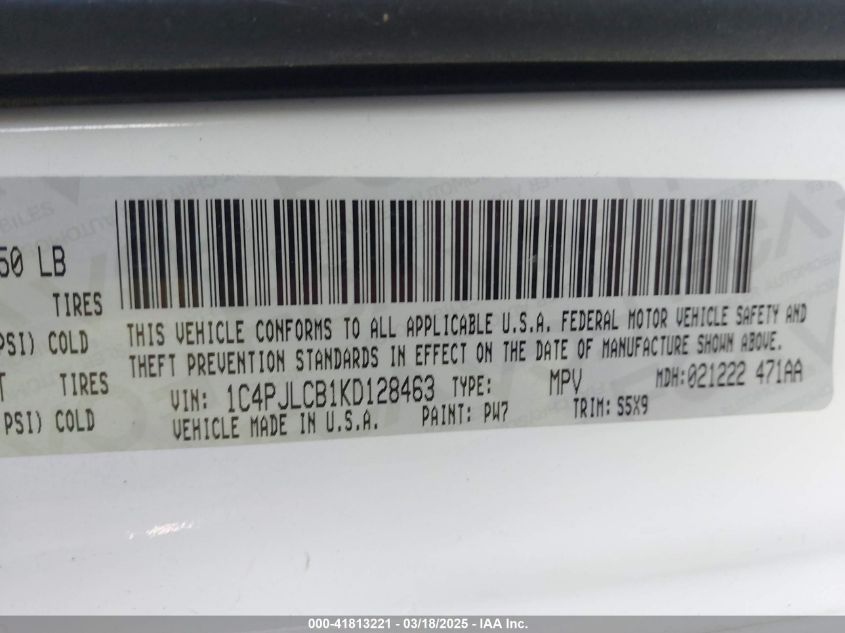 50 LB
TIRES
PSI) COLD
T TIRES
PSI) COLD
THIS VEHICLE CONFORMS TO ALL APPLICABLE U.S.A. FEDERAL MOTOR VEHICLE SAFETY AND
THEFT PREVENTION STANDARDS IN EFFECT ON THE DATE OF MANUFACTURE SHOWN ABOVE.
VIN: 1C4PJLCB1KD128463 TYPE: MPV MDH:021222 471AA
VEHICLE MADE IN U.S.A. PAINT: PW7 TRIM: S5X9
000-41813221 - 03/18/2025 - IAA Inc.